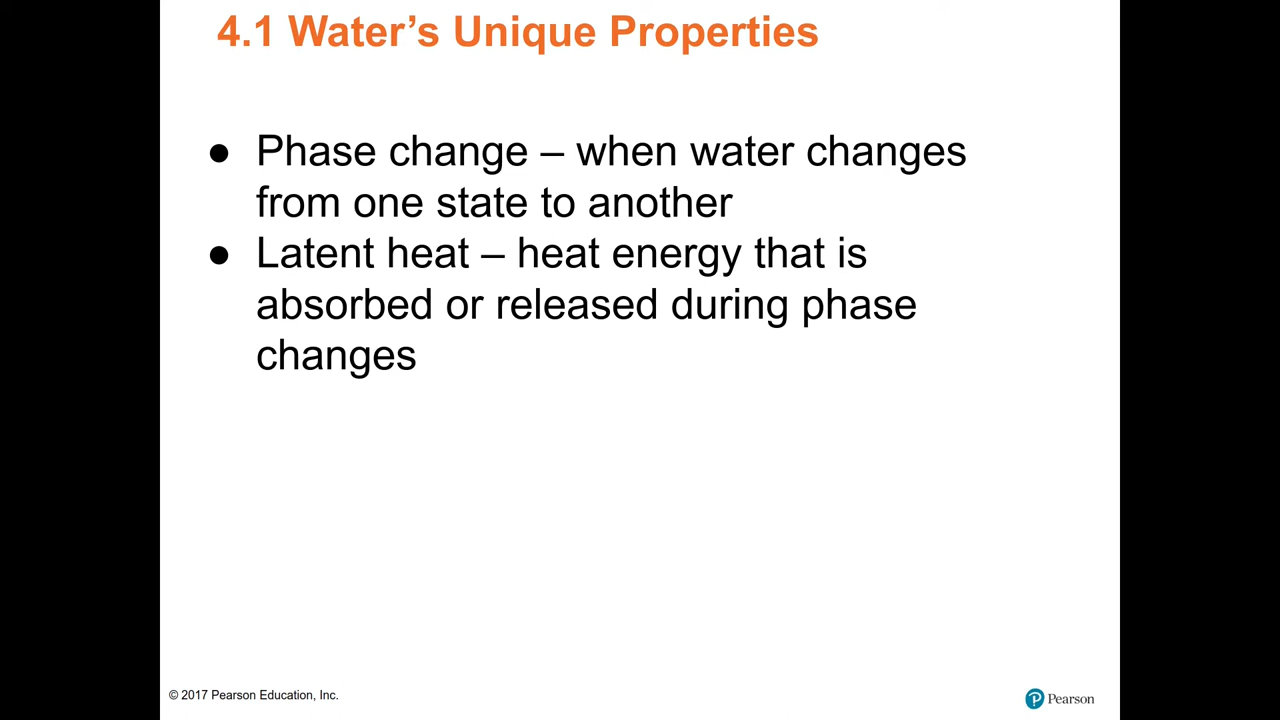 4.1 Water’s Unique Properties
● Phase change – when water changes
from one state to another
● Latent heat – heat energy that is
absorbed or released during phase
changes
© 2017 Pearson Education, Inc.
P Pearson